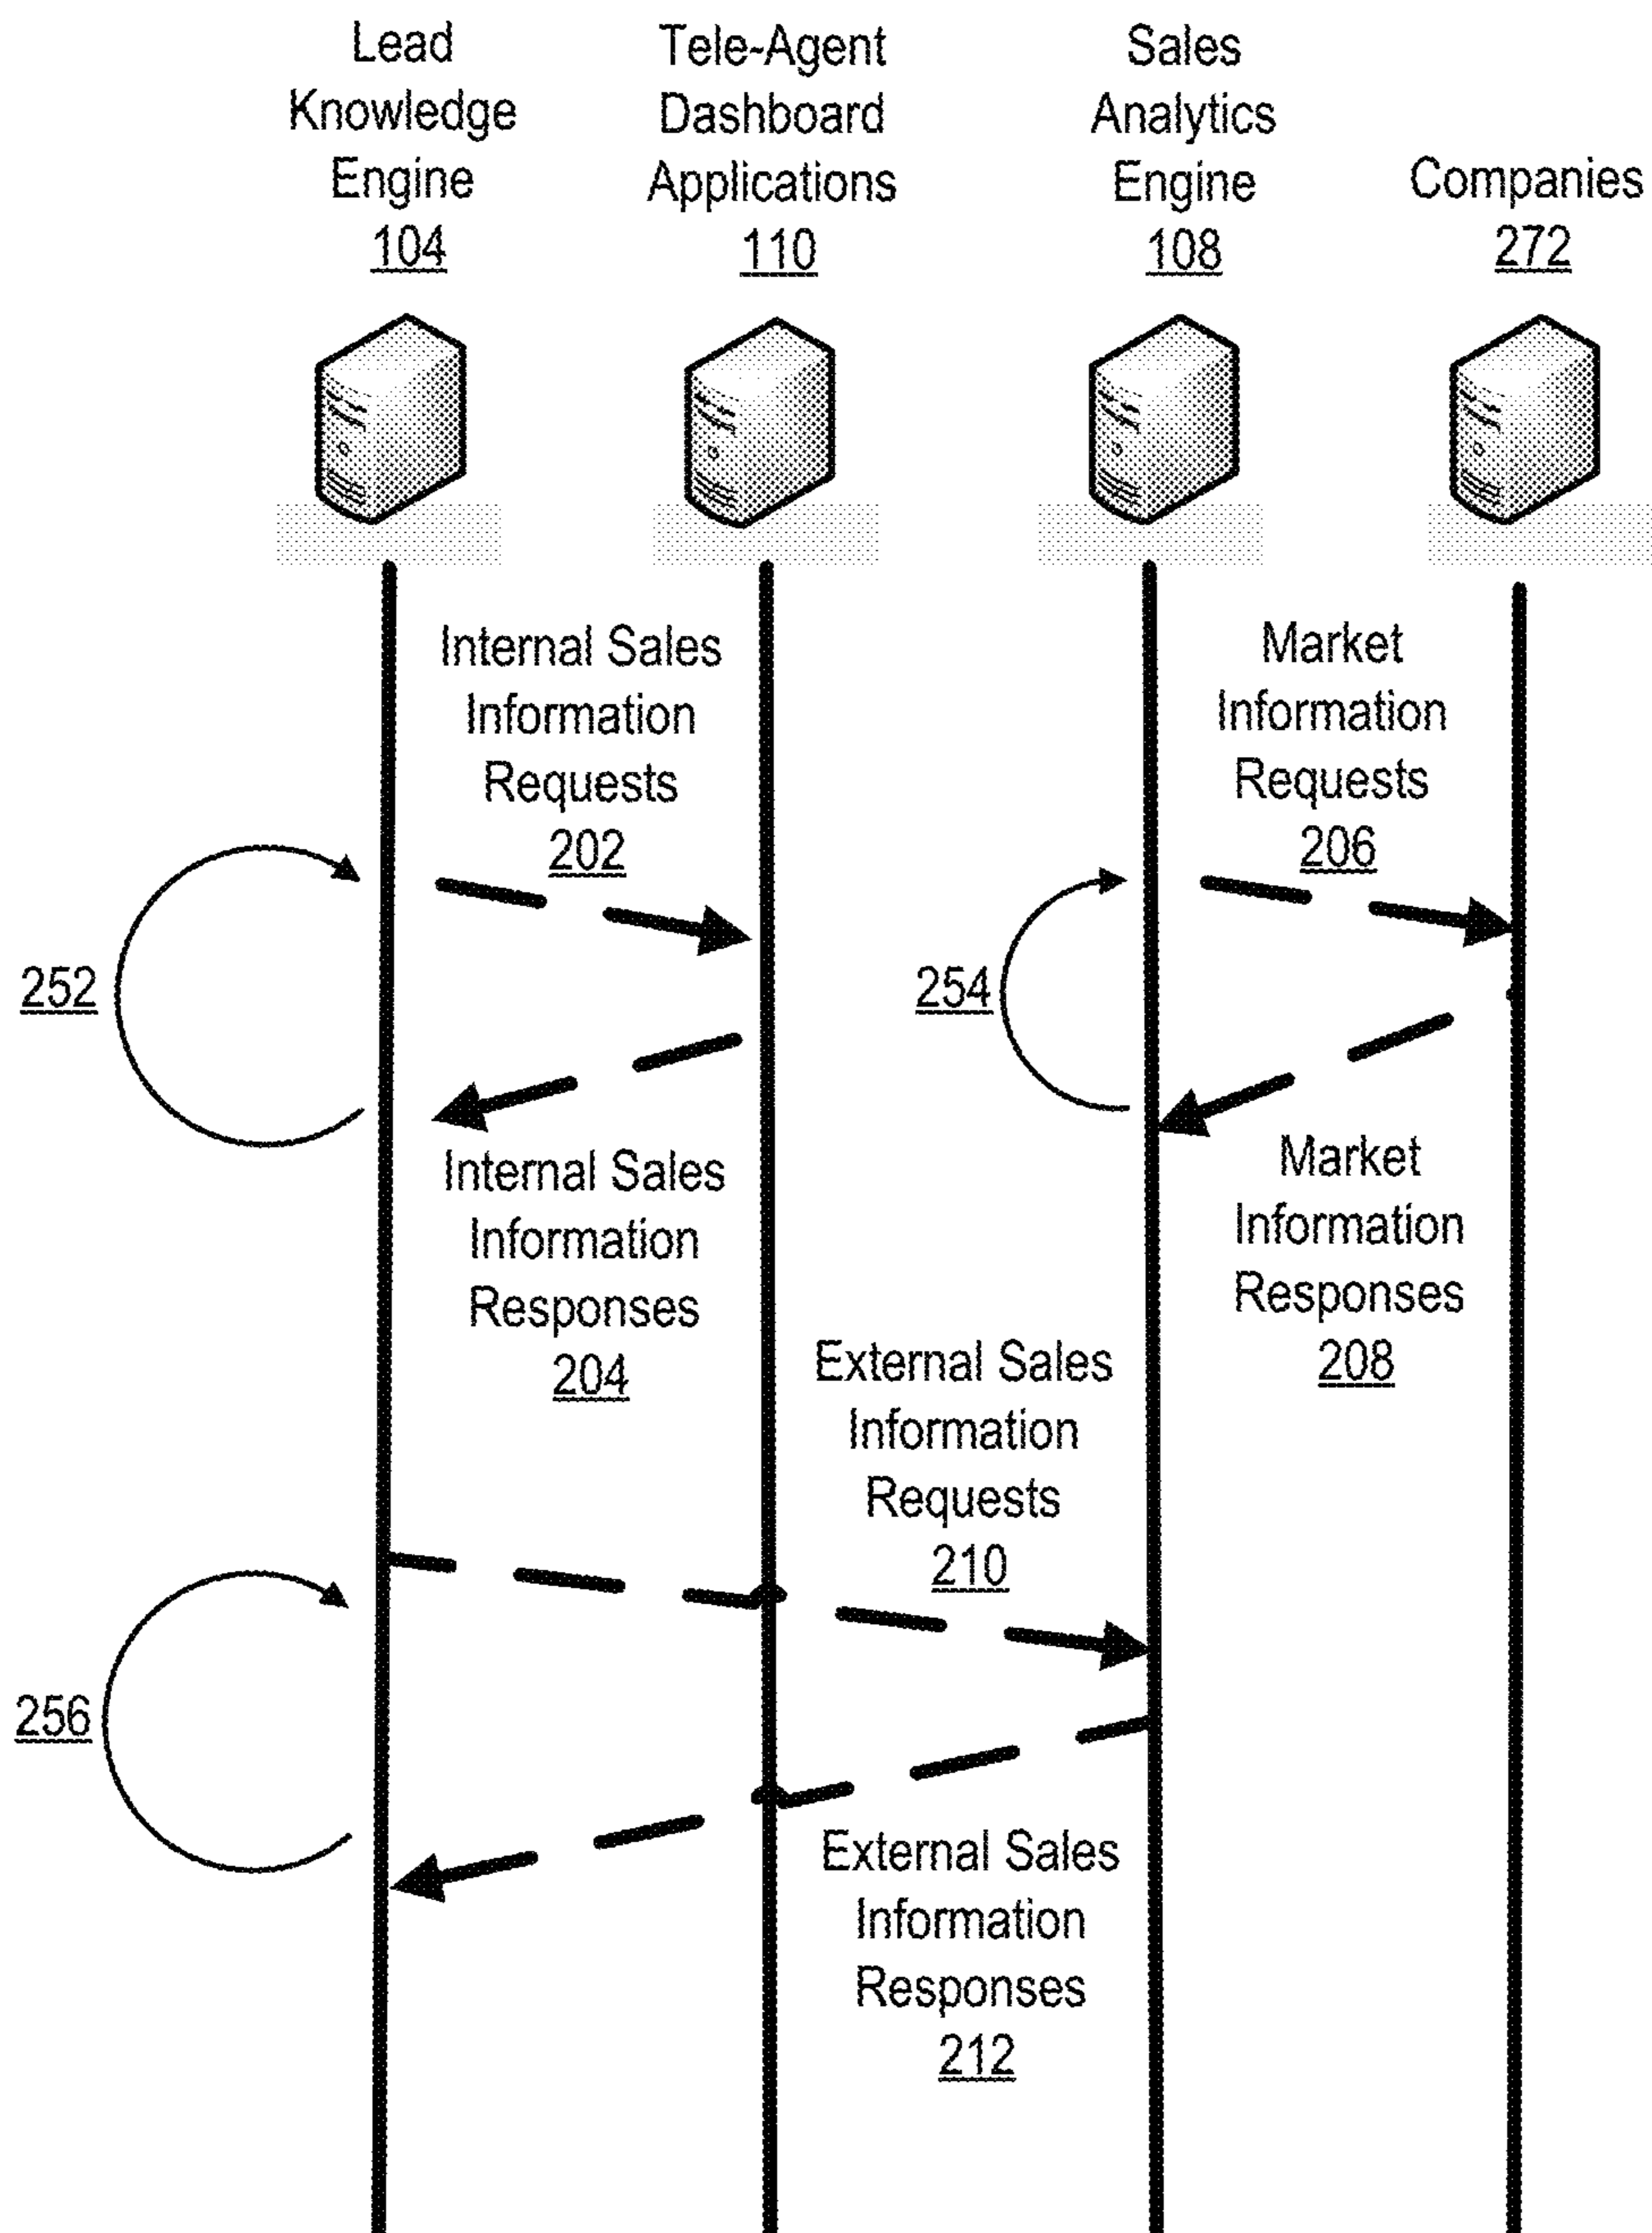 Lead
Knowledge
Engine
104
Tele-Agent
Dashboard
Applications
110
Sales
Analytics
Engine
108
Companies
272
Internal Sales
Information
Requests
202
Market
Information
Requests
206
252
254
Internal Sales
Information
Responses
204
Market
Information
Responses
208
External Sales
Information
Requests
210
256
External Sales
Information
Responses
212